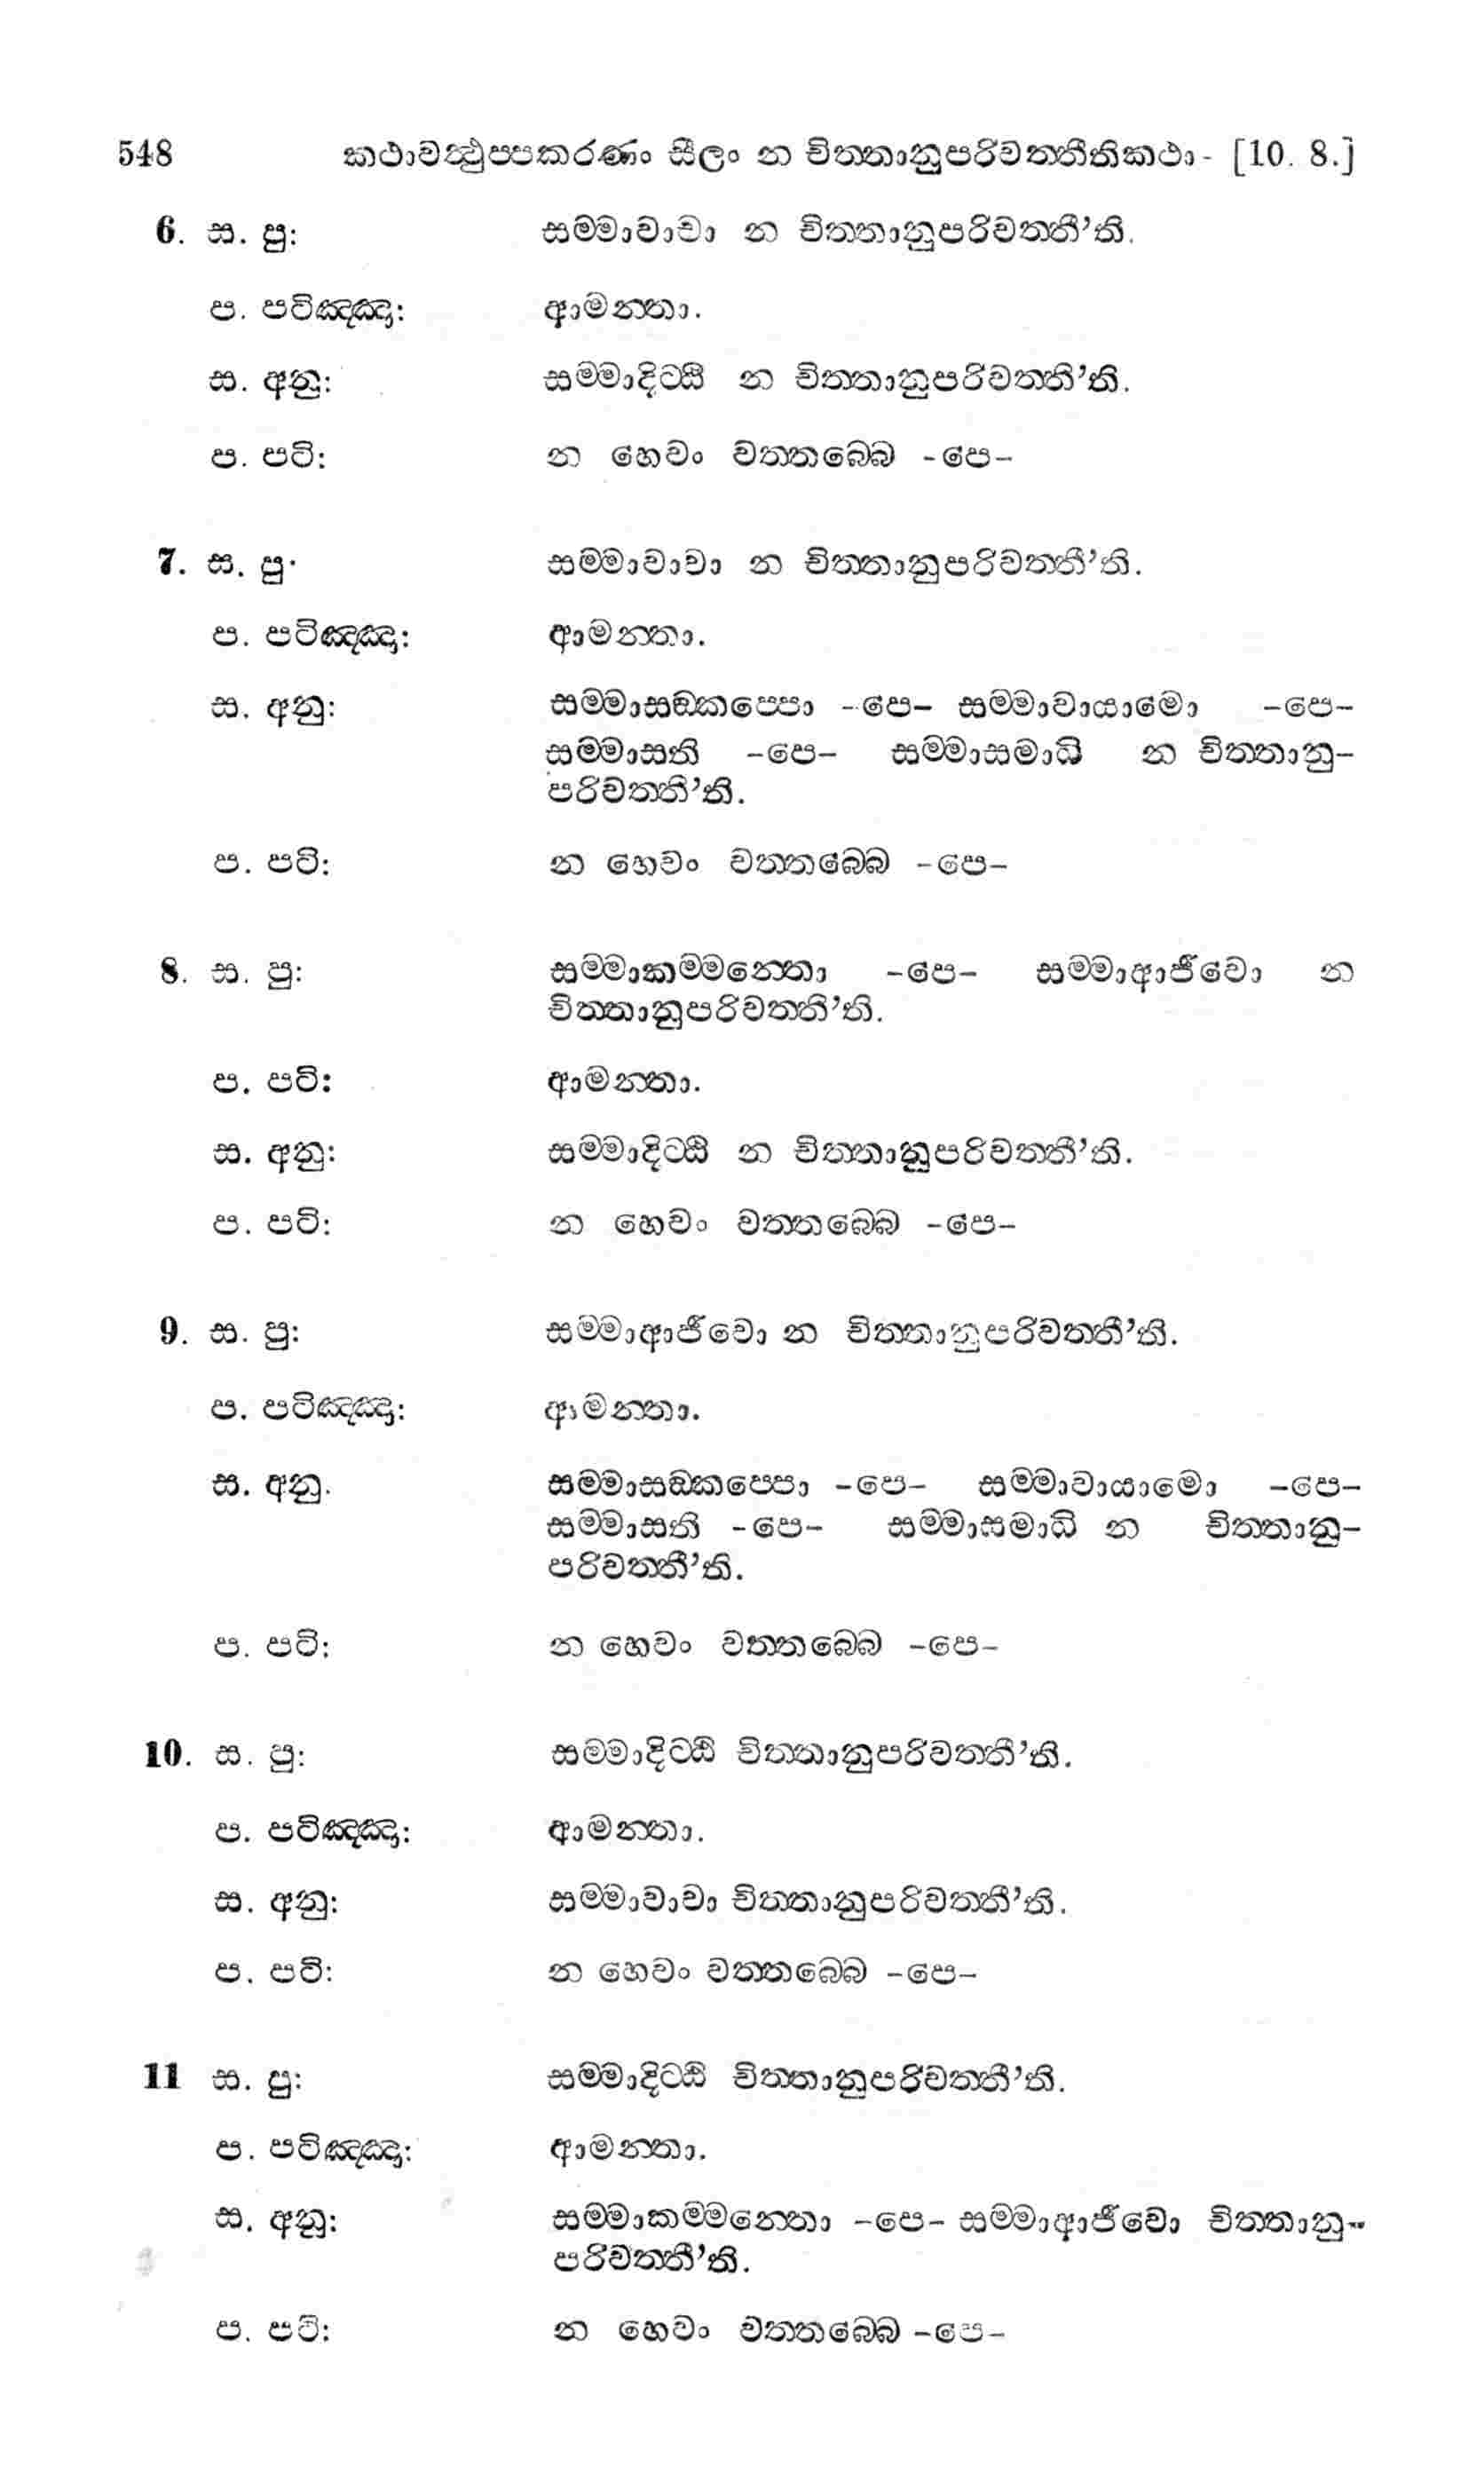 548 කථාවත්‍ථුප්‍පකරණං සීලං න චිත්‍තානුපරිවත්‍තීතිකථා - [10. 8.]
6. ස. පු: සම්මාවාචා න චිත්‍තානුපරිවත්‍තී’ති.
ප. පටිඤ්ඤා: ආමන්‍තා.
ස. අනු: සම්මාදිට්ඨි න චිත්‍තානුපරිවත්‍තී’ති.
ප. පටි: න හෙවං වත්‍තබ්බෙ -පෙ-
7. ස. පු. සම්මාවාචා න චිත්‍තානුපරිවත්‍තී’ති.
ප. පටිඤ්ඤා: ආමන්‍තා.
ස. අනු: සම්මාසඞ්කප්පො -පෙ- සම්මාවායාමො -පෙ-
සම්මාසති -පෙ- සම්මාසමාධි න චිත්‍තානු-
පරිවත්‍තී’ති.
ප. පටි: න හෙවං වත්‍තබ්බෙ -පෙ-
8. ස. පු: සම්මාකම්මන්‍තො -පෙ- සම්මාආජීවො න
චිත්‍තානුපරිවත්‍තී’ති.
ප. පටි: ආමන්‍තා.
ස. අනු: සම්මාදිට්ඨි න චිත්‍තානුපරිවත්‍තී’ති.
ප. පටි: න හෙවං වත්‍තබ්බෙ -පෙ-
9. ස. පු: සම්මාආජීවො න චිත්‍තානුපරිවත්‍තී’ති.
ප. පටිඤ්ඤා: ආමන්‍තා.
ස. අනු. සම්මාසඞ්කප්පො -පෙ- සම්මාවායාමො -පෙ-
සම්මාසති -පෙ- සම්මාසමාධි න චිත්‍තානු-
පරිවත්‍තී’ති.
ප. පටි: න හෙවං වත්‍තබ්බෙ -පෙ-
10. ස. පු: සම්මාදිට්ඨි චිත්‍තානුපරිවත්‍තී’ති.
ප. පටිඤ්ඤා: ආමන්‍තා.
ස. අනු: සම්මාවාචා චිත්‍තානුපරිවත්‍තී’ති.
ප. පටි: න හෙවං වත්‍තබ්බෙ -පෙ-
11 ස. පු: සම්මාදිට්ඨි චිත්‍තානුපරිවත්‍තී’ති.
ප. පටිඤ්ඤා: ආමන්‍තා.
ස. අනු: සම්මාකම්මන්‍තො -පෙ- සම්මාආජීවො චිත්‍තානු-
පරිවත්‍තී’ති.
ප. පටි: න හෙවං වත්‍තබ්බෙ -පෙ-